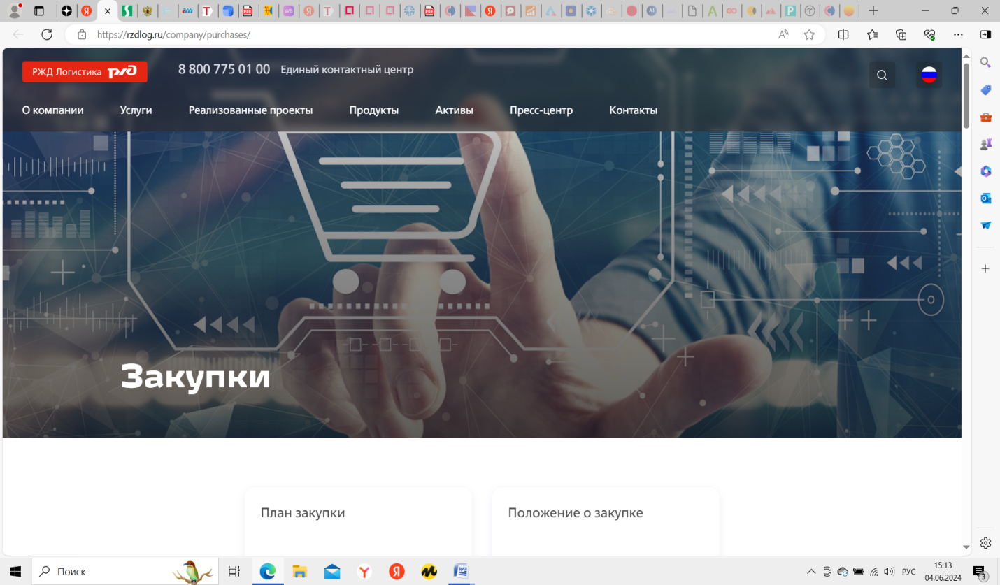 https://rzdlog.ru/company/purchases/
РЖД Логистика
8 800 775 01 00 Единый контактный центр
О компании Услуги Реализованные проекты Продукты Активы Пресс-центр Контакты
Закупки
План закупки Положение о закупке
Поиск
РУС
15:13
04.06.2024
3